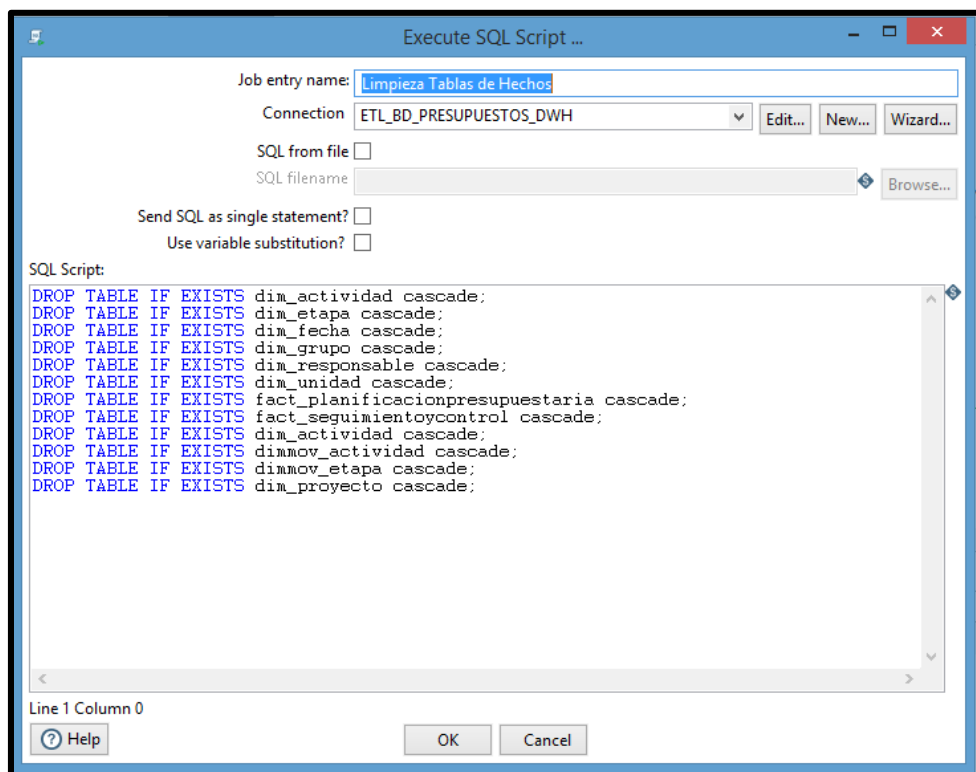 Execute SQL Script ...
Job entry name: Limpieza Tablas de Hechos
Connection ETL_BD_PRESUPUESTOS_DWH Edit... New... Wizard...
SQL from file
SQL filename Browse...
Send SQL as single statement?
Use variable substitution?
SQL Script:
DROP TABLE IF EXISTS dim_actividad cascade;
DROP TABLE IF EXISTS dim_etapa cascade;
DROP TABLE IF EXISTS dim_fecha cascade;
DROP TABLE IF EXISTS dim_grupo cascade;
DROP TABLE IF EXISTS dim_responsable cascade;
DROP TABLE IF EXISTS dim_unidad cascade;
DROP TABLE IF EXISTS fact_planificacionpresupuestaria cascade;
DROP TABLE IF EXISTS fact_seguimientoycontrol cascade;
DROP TABLE IF EXISTS dim_actividad cascade;
DROP TABLE IF EXISTS dimmov_actividad cascade;
DROP TABLE IF EXISTS dimmov_etapa cascade;
DROP TABLE IF EXISTS dim_proyecto cascade;
Line 1 Column 0
Help OK Cancel